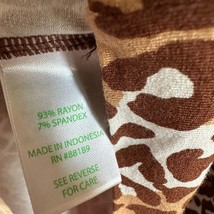 93% RAYON
7% SPANDEX
MADE IN INDONESIA
RN #88189
SEE REVERSE
FOR CARE